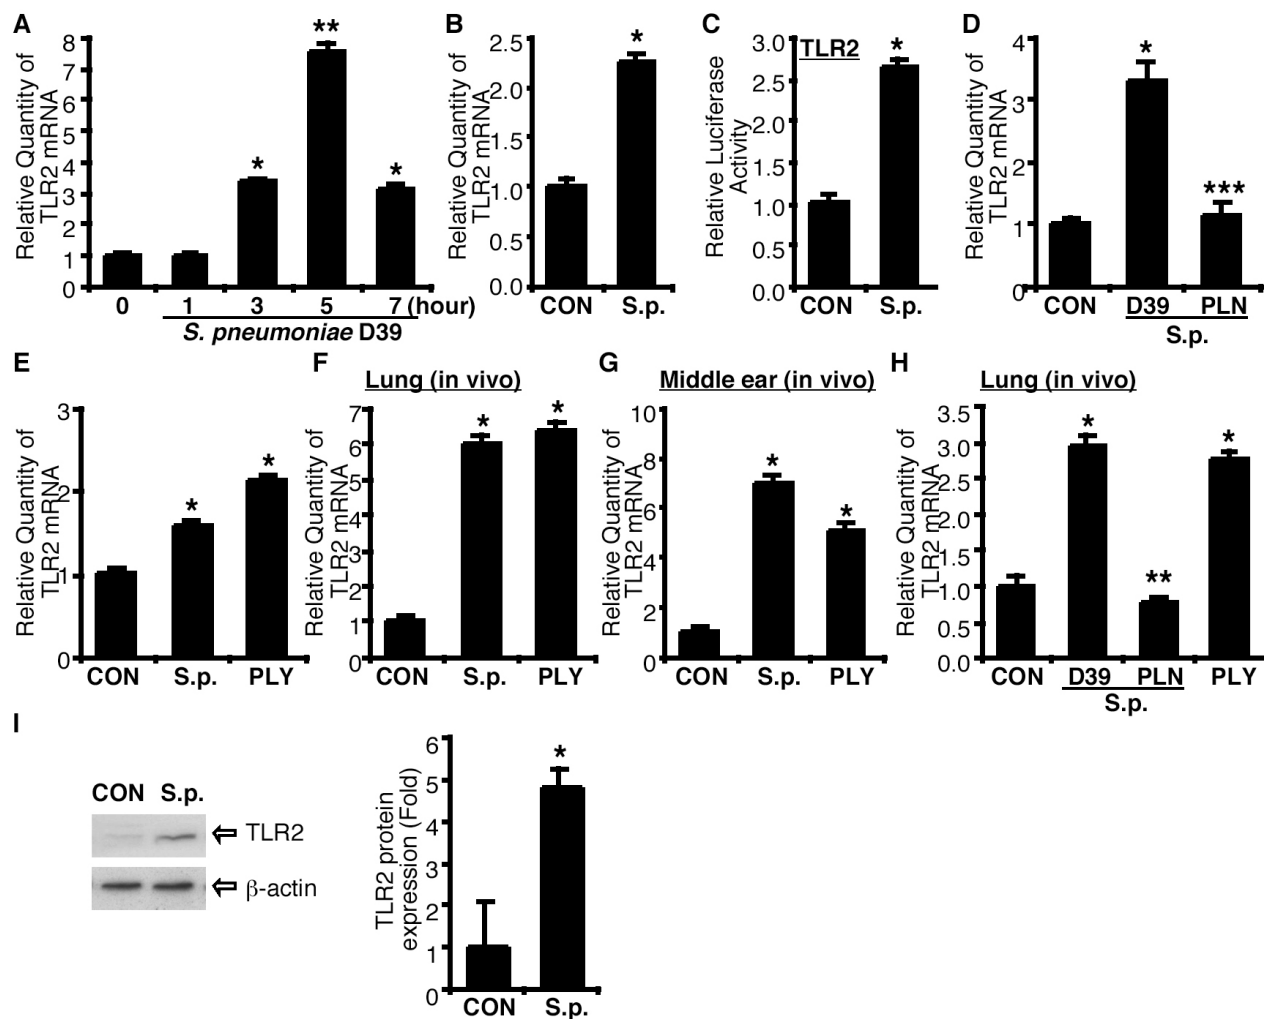 A
Relative Quantity of
TLR2 mRNA
8
7
6
5
4
3
2
1
0
**
*
*
0 1 3 5 7 (hour)
S. pneumoniae D39
B
Relative Quantity of
TLR2 mRNA
2.5
2.0
1.5
1.0
0.5
0.0
*
CON S.p.
C
TLR2
Relative Luciferase
Activity
3.0
2.5
2.0
1.5
1.0
0.5
0.0
*
CON S.p.
D
Relative Quantity of
TLR2 mRNA
4
3
2
1
0
*
***
CON D39 PLN
S.p.
E
Relative Quantity of
TLR2 mRNA
3
2
1
0
*
*
CON S.p. PLY
F
Lung (in vivo)
Relative Quantity of
TLR2 mRNA
7
6
5
4
3
2
1
0
*
*
CON S.p. PLY
G
Middle ear (in vivo)
Relative Quantity of
TLR2 mRNA
10
8
6
4
2
0
*
*
CON S.p. PLY
H
Lung (in vivo)
Relative Quantity of
TLR2 mRNA
3.5
3.0
2.5
2.0
1.5
1.0
0.5
0.0
*
**
*
CON D39 PLN PLY
S.p.
I
CON S.p.
TLR2
β-actin
TLR2 protein
expression (Fold)
6
5
4
3
2
1
0
*
CON S.p.